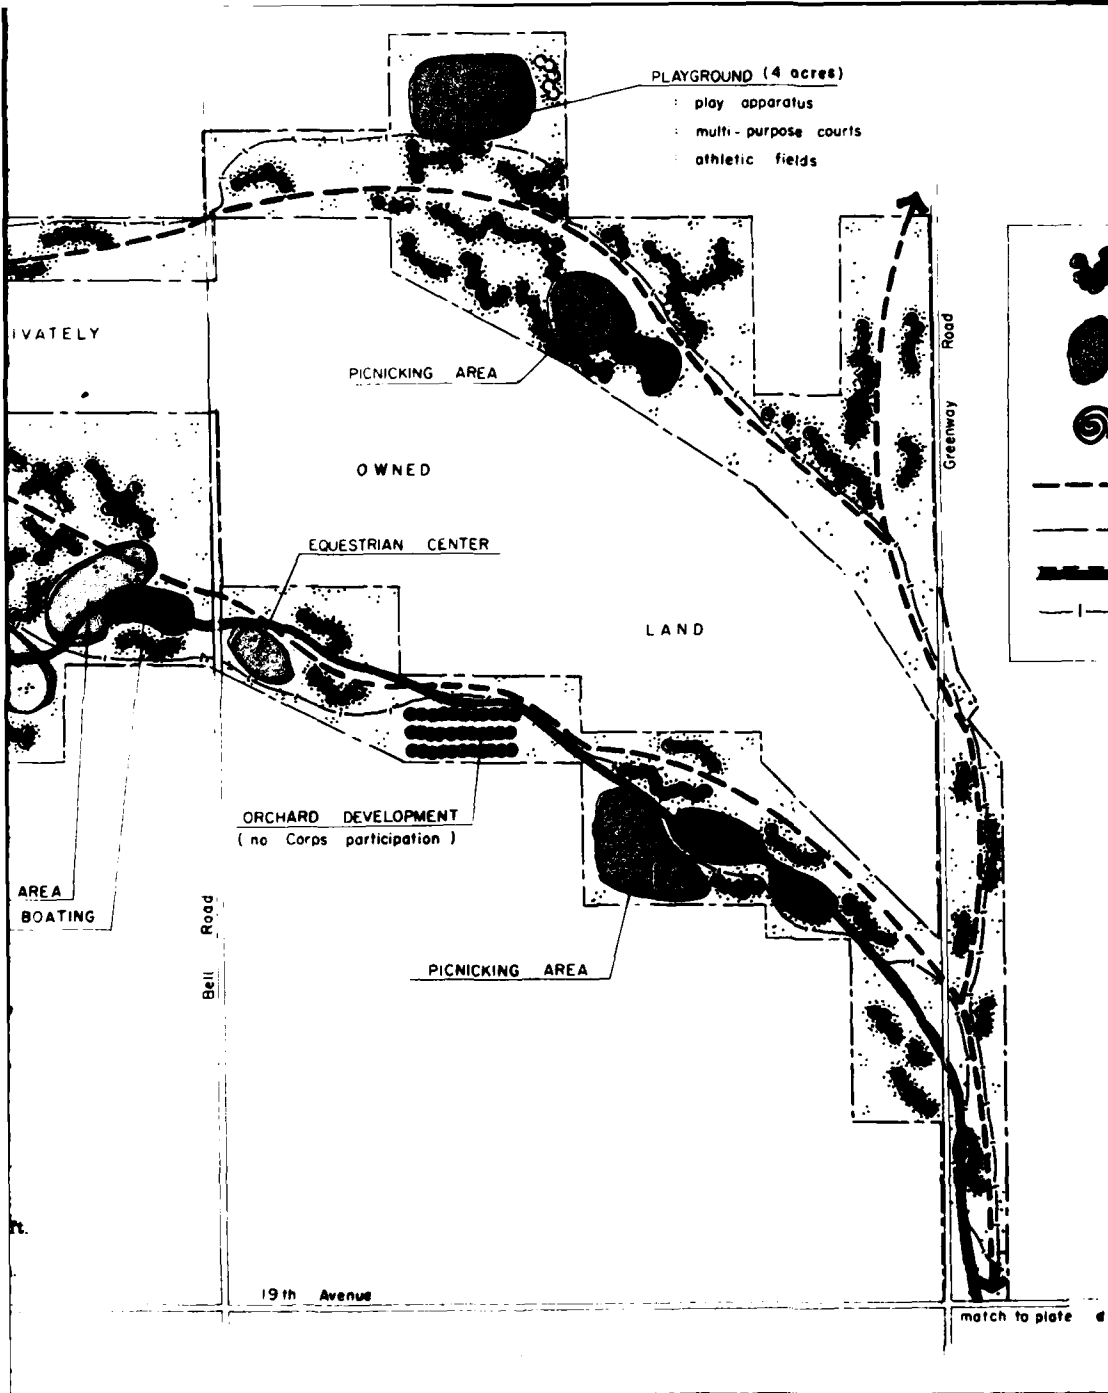 PLAYGROUND (4 acres)
: play apparatus
: multi-purpose courts
: athletic fields
IVATELY
PICNICKING AREA
Greenway Road
OWNED
EQUESTRIAN CENTER
LAND
ORCHARD DEVELOPMENT
( no Corps participation )
AREA
BOATING
Bell Road
PICNICKING AREA
ft.
19th Avenue
match to plate